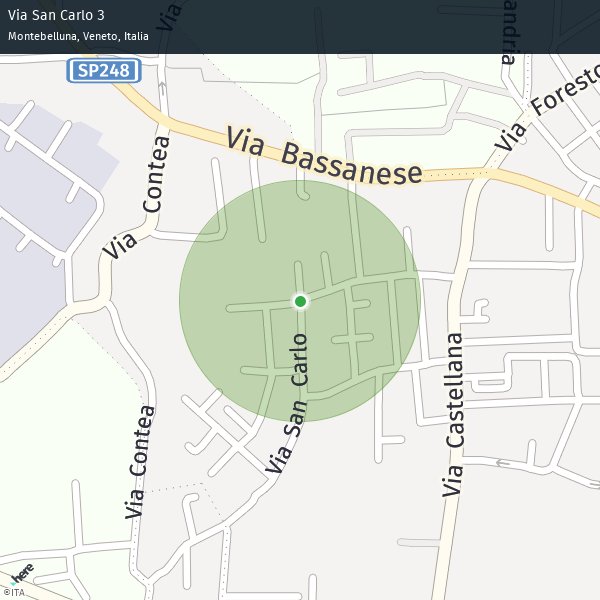 Via San Carlo 3
Montebelluna, Veneto, Italia
Via
andria
SP248
Via Foresto
Via Bassanese
Via Contea
Via San Carlo
Via Castellana
Via Contea
here
©ITA